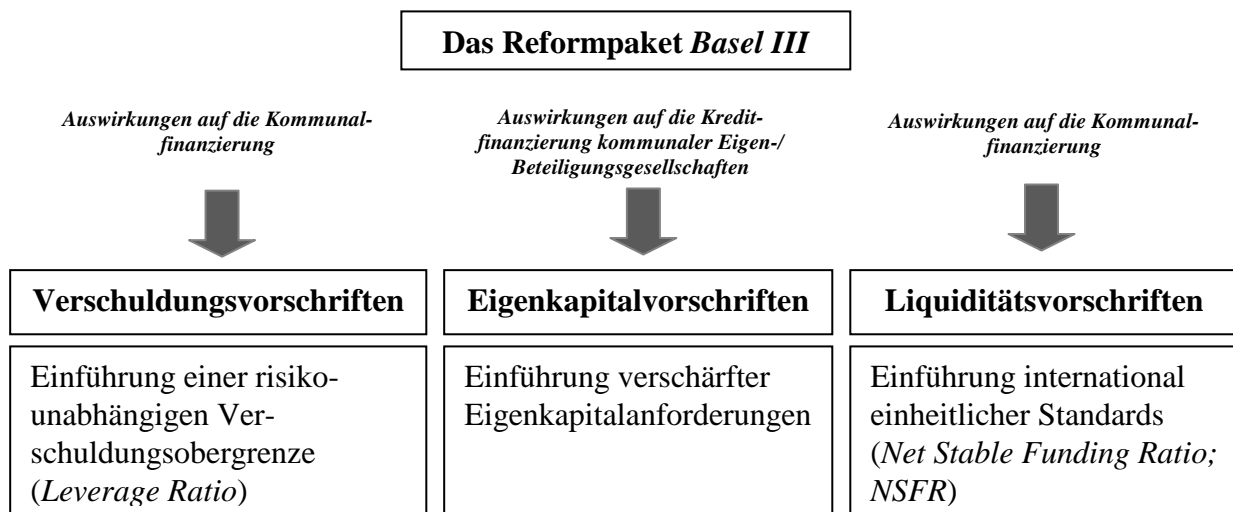 Das Reformpaket Basel III
Auswirkungen auf die Kommunal-
finanzierung
Auswirkungen auf die Kredit-
finanzierung kommunaler Eigen-/
Beteiligungsgesellschaften
Auswirkungen auf die Kommunal-
finanzierung
Verschuldungsvorschriften
Einführung einer risiko-
unabhängigen Ver-
schuldungsobergrenze
(Leverage Ratio)
Eigenkapitalvorschriften
Einführung verschärfter
Eigenkapitalanforderungen
Liquiditätsvorschriften
Einführung international
einheitlicher Standards
(Net Stable Funding Ratio;
NSFR)